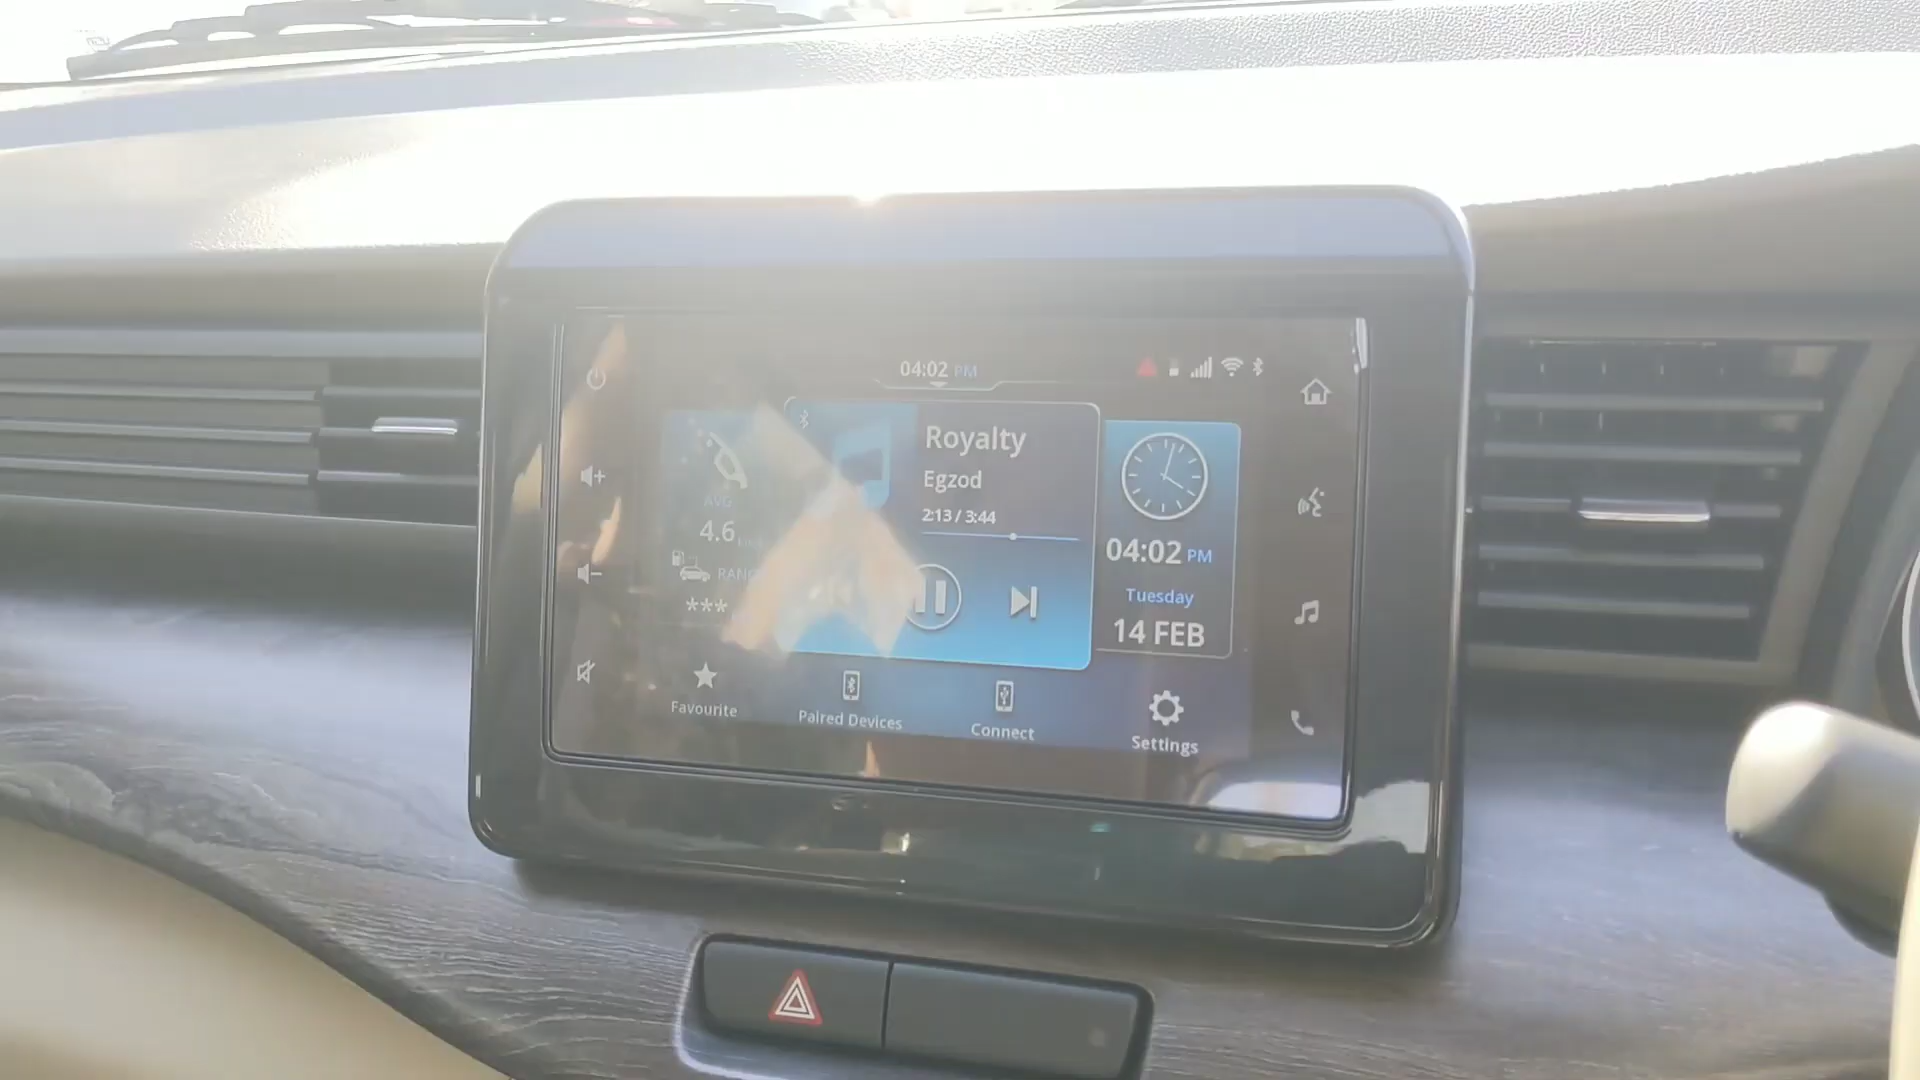 04:02 PM
AVG
4.6
RANG
***
Royalty
Egzod
2:13 / 3:44
04:02 PM
Tuesday
14 FEB
Favourite
Paired Devices
Connect
Settings